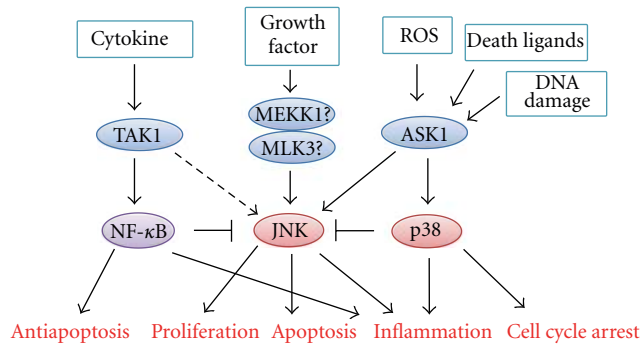 Cytokine
Growth
factor
ROS
Death ligands
DNA
damage
MEKK1?
TAK1
MLK3?
ASK1
NF-κB
JNK
p38
Antiapoptosis
Proliferation
Apoptosis
Inflammation
Cell cycle arrest